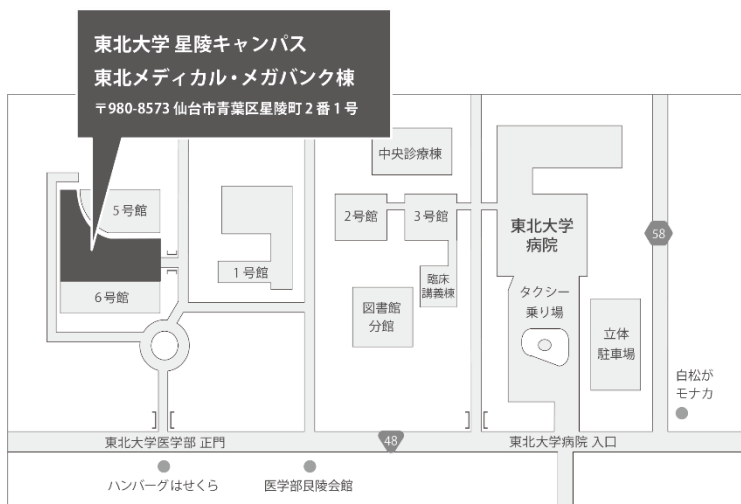 東北大学 星陵キャンパス
東北メディカル・メガバンク棟
〒980-8573 仙台市青葉区星陵町2番1号
中央診療棟
5号館
2号館
3号館
東北大学
病院
58
1号館
臨床
講義棟
6号館
タクシー
乗り場
図書館
分館
立体
駐車場
白松が
モナカ
東北大学医学部 正門
48
東北大学病院 入口
ハンバーグはせくら
医学部艮陵会館